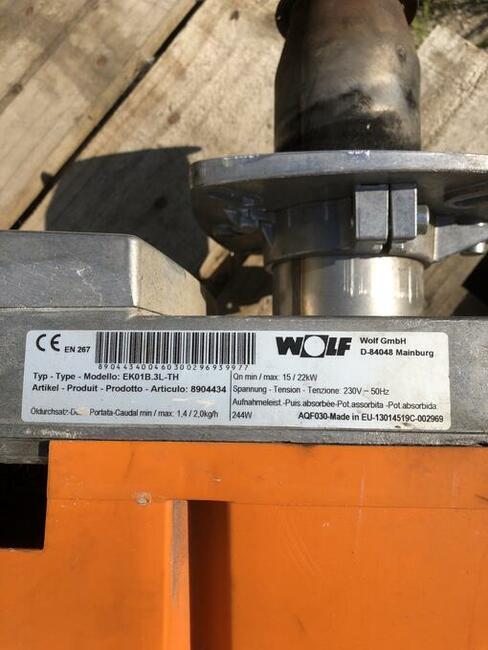 CE EN 267
8904434004603002969399​77
WOLF
Wolf GmbH
D-84048 Mainburg
Typ - Type - Modello: EK01B.3L-TH
Artikel - Produit - Prodotto - Articulo: 8904434
Portata-Caudal min / max: 1,4 / 2,0kg/h
Qn min / max: 15 / 22kW
Spannung - Tension - Tenzione: 230V ~ 50Hz
Aufnahmeleist.-Puis.absorbée-Pot.assorbita -Pot.absorbida
244W
AQF030-Made in EU-13014519C-002969